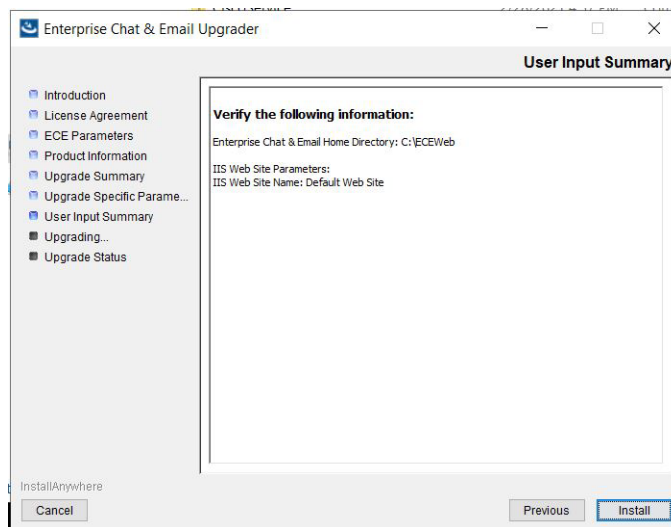 Enterprise Chat & Email Upgrader
User Input Summary
Introduction
License Agreement
ECE Parameters
Product Information
Upgrade Summary
Upgrade Specific Parame...
User Input Summary
Upgrading...
Upgrade Status
Verify the following information:
Enterprise Chat & Email Home Directory: C:\ECEWeb
IIS Web Site Parameters:
IIS Web Site Name: Default Web Site
InstallAnywhere
Cancel
Previous
Install